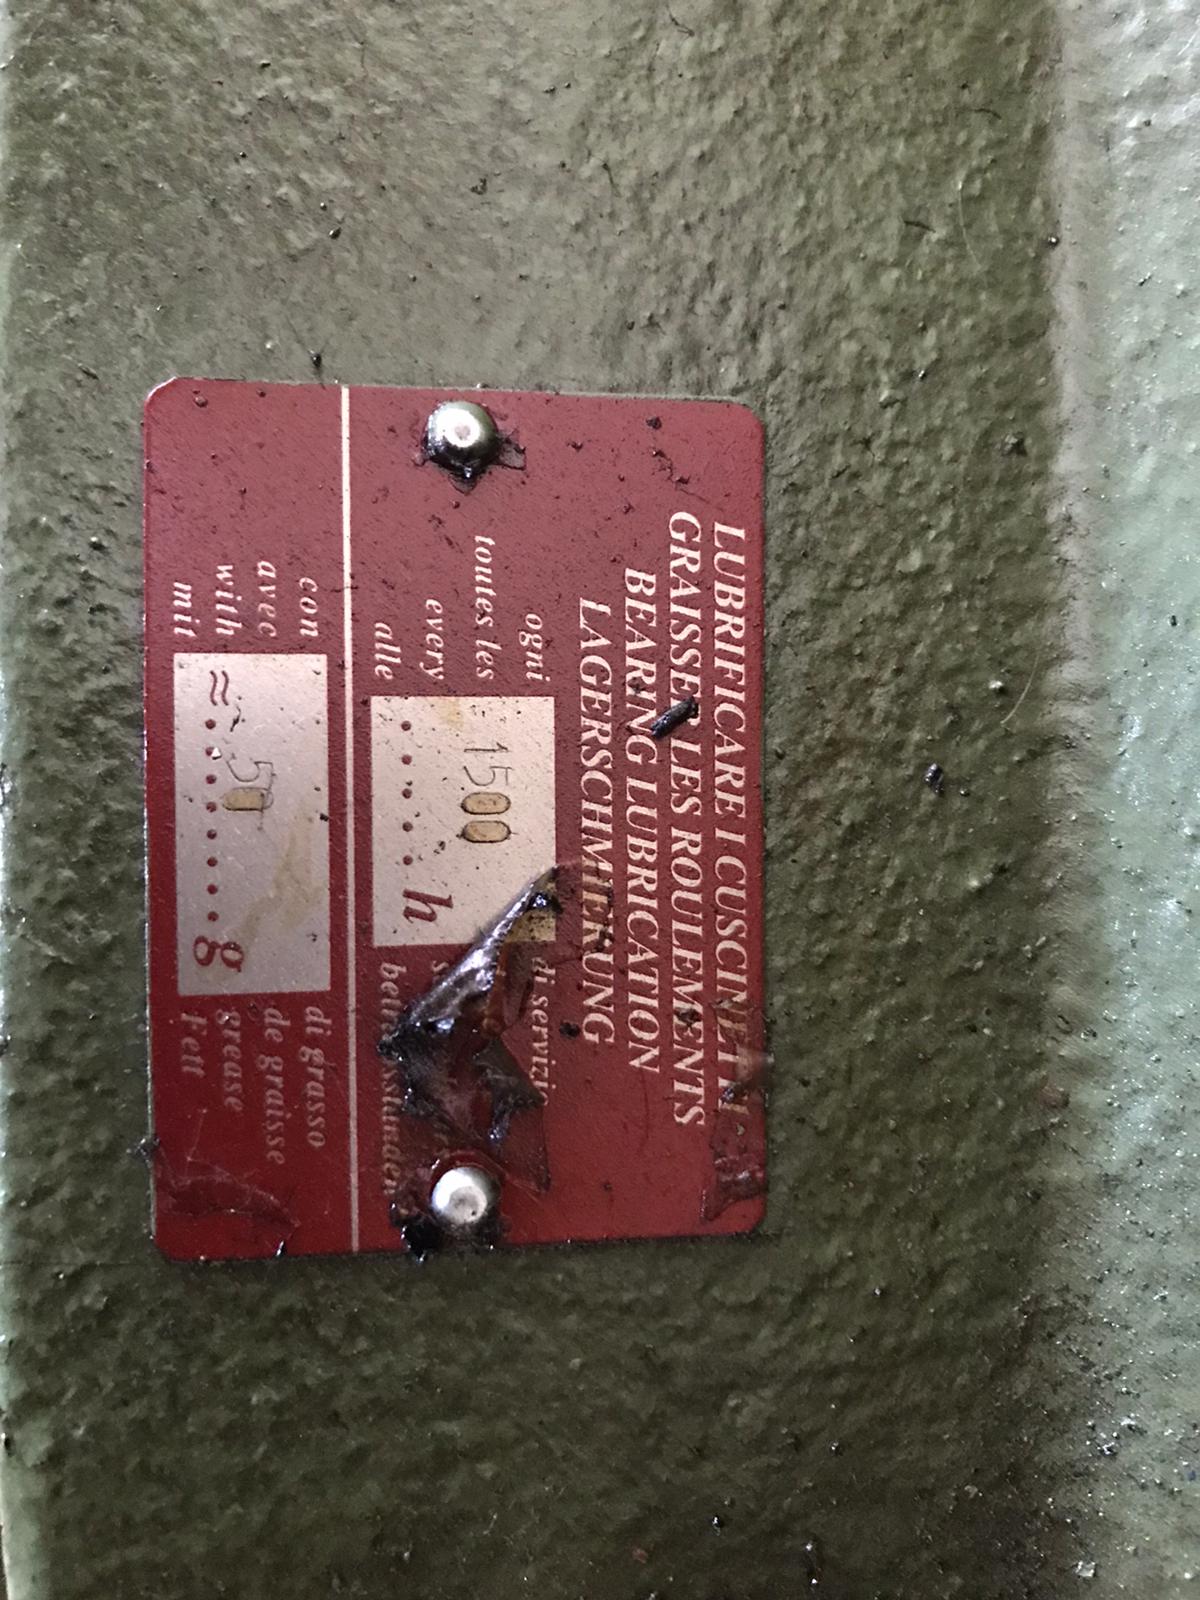 LUBRIFICARE I CUSCINETTI
GRAISSER LES ROULEMENTS
BEARING LUBRICATION
LAGERSCHMIERUNG
ogni di servizio
toutes les 1500
every
alle ...... h betriebsstunden
con di grasso
avec 50 de graisse
with grease
mit ≈ ........ g Fett